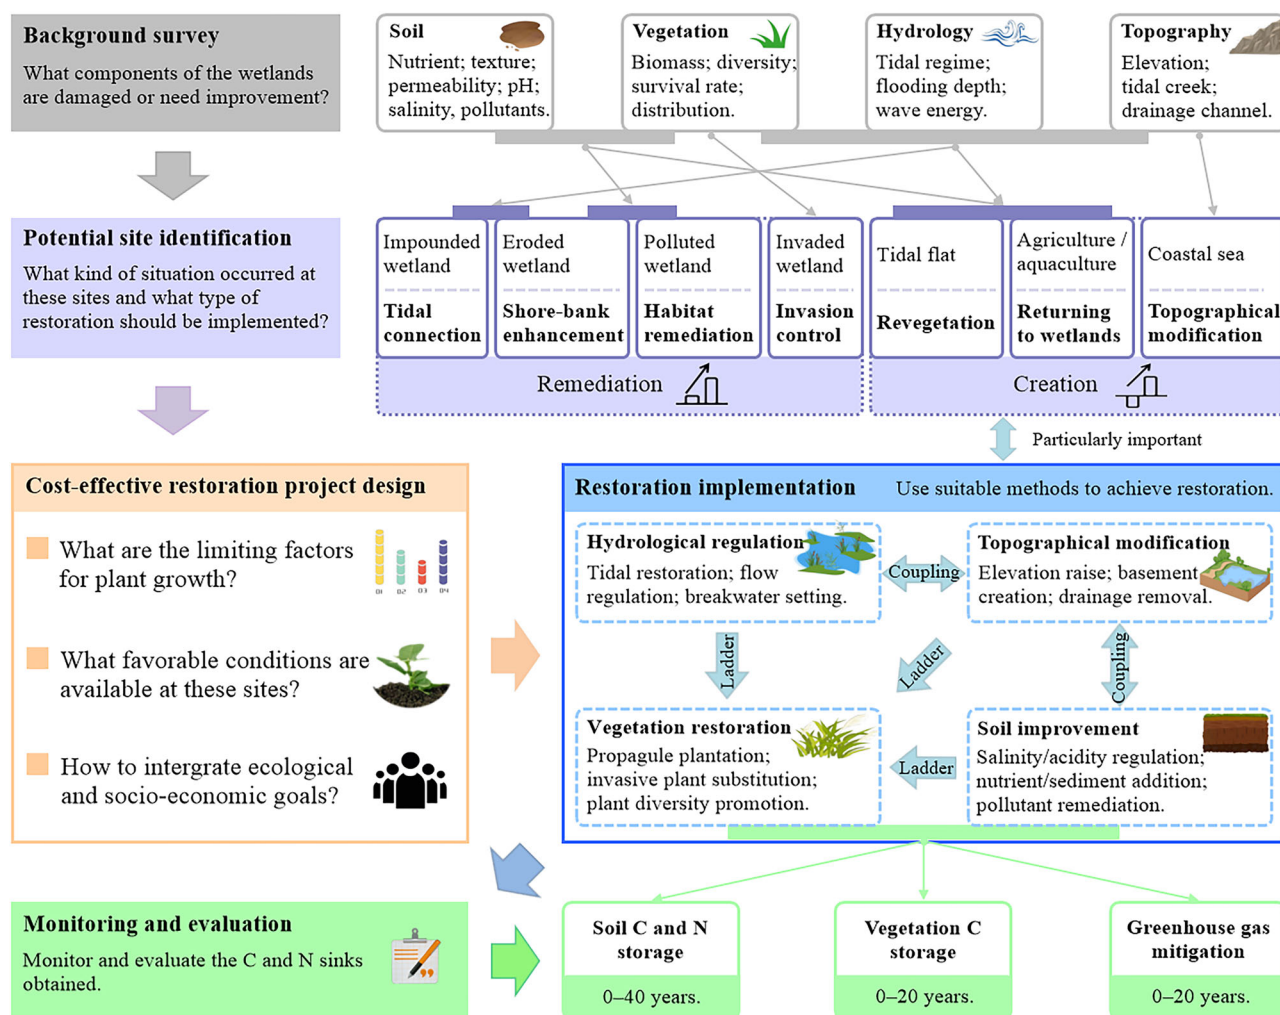 Background survey
What components of the wetlands
are damaged or need improvement?
Soil
Nutrient; texture;
permeability; pH;
salinity, pollutants.
Vegetation
Biomass; diversity;
survival rate;
distribution.
Hydrology
Tidal regime;
flooding depth;
wave energy.
Topography
Elevation;
tidal creek;
drainage channel.
Potential site identification
What kind of situation occurred at
these sites and what type of
restoration should be implemented?
Impounded
wetland
Tidal
connection
Eroded
wetland
Shore-bank
enhancement
Polluted
wetland
Habitat
remediation
Invaded
wetland
Invasion
control
Tidal flat
Revegetation
Agriculture /
aquaculture
Returning
to wetlands
Coastal sea
Topographical
modification
Remediation
Creation
Particularly important
Cost-effective restoration project design
What are the limiting factors
for plant growth?
01 02 03 04
What favorable conditions are
available at these sites?
How to intergrate ecological
and socio-economic goals?
Restoration implementation
Use suitable methods to achieve restoration.
Hydrological regulation
Tidal restoration; flow
regulation; breakwater setting.
Coupling
Topographical modification
Elevation raise; basement
creation; drainage removal.
Ladder
Ladder
Coupling
Vegetation restoration
Propagule plantation;
invasive plant substitution;
plant diversity promotion.
Ladder
Soil improvement
Salinity/acidity regulation;
nutrient/sediment addition;
pollutant remediation.
Monitoring and evaluation
Monitor and evaluate the C and N sinks
obtained.
Soil C and N
storage
0–40 years.
Vegetation C
storage
0–20 years.
Greenhouse gas
mitigation
0–20 years.